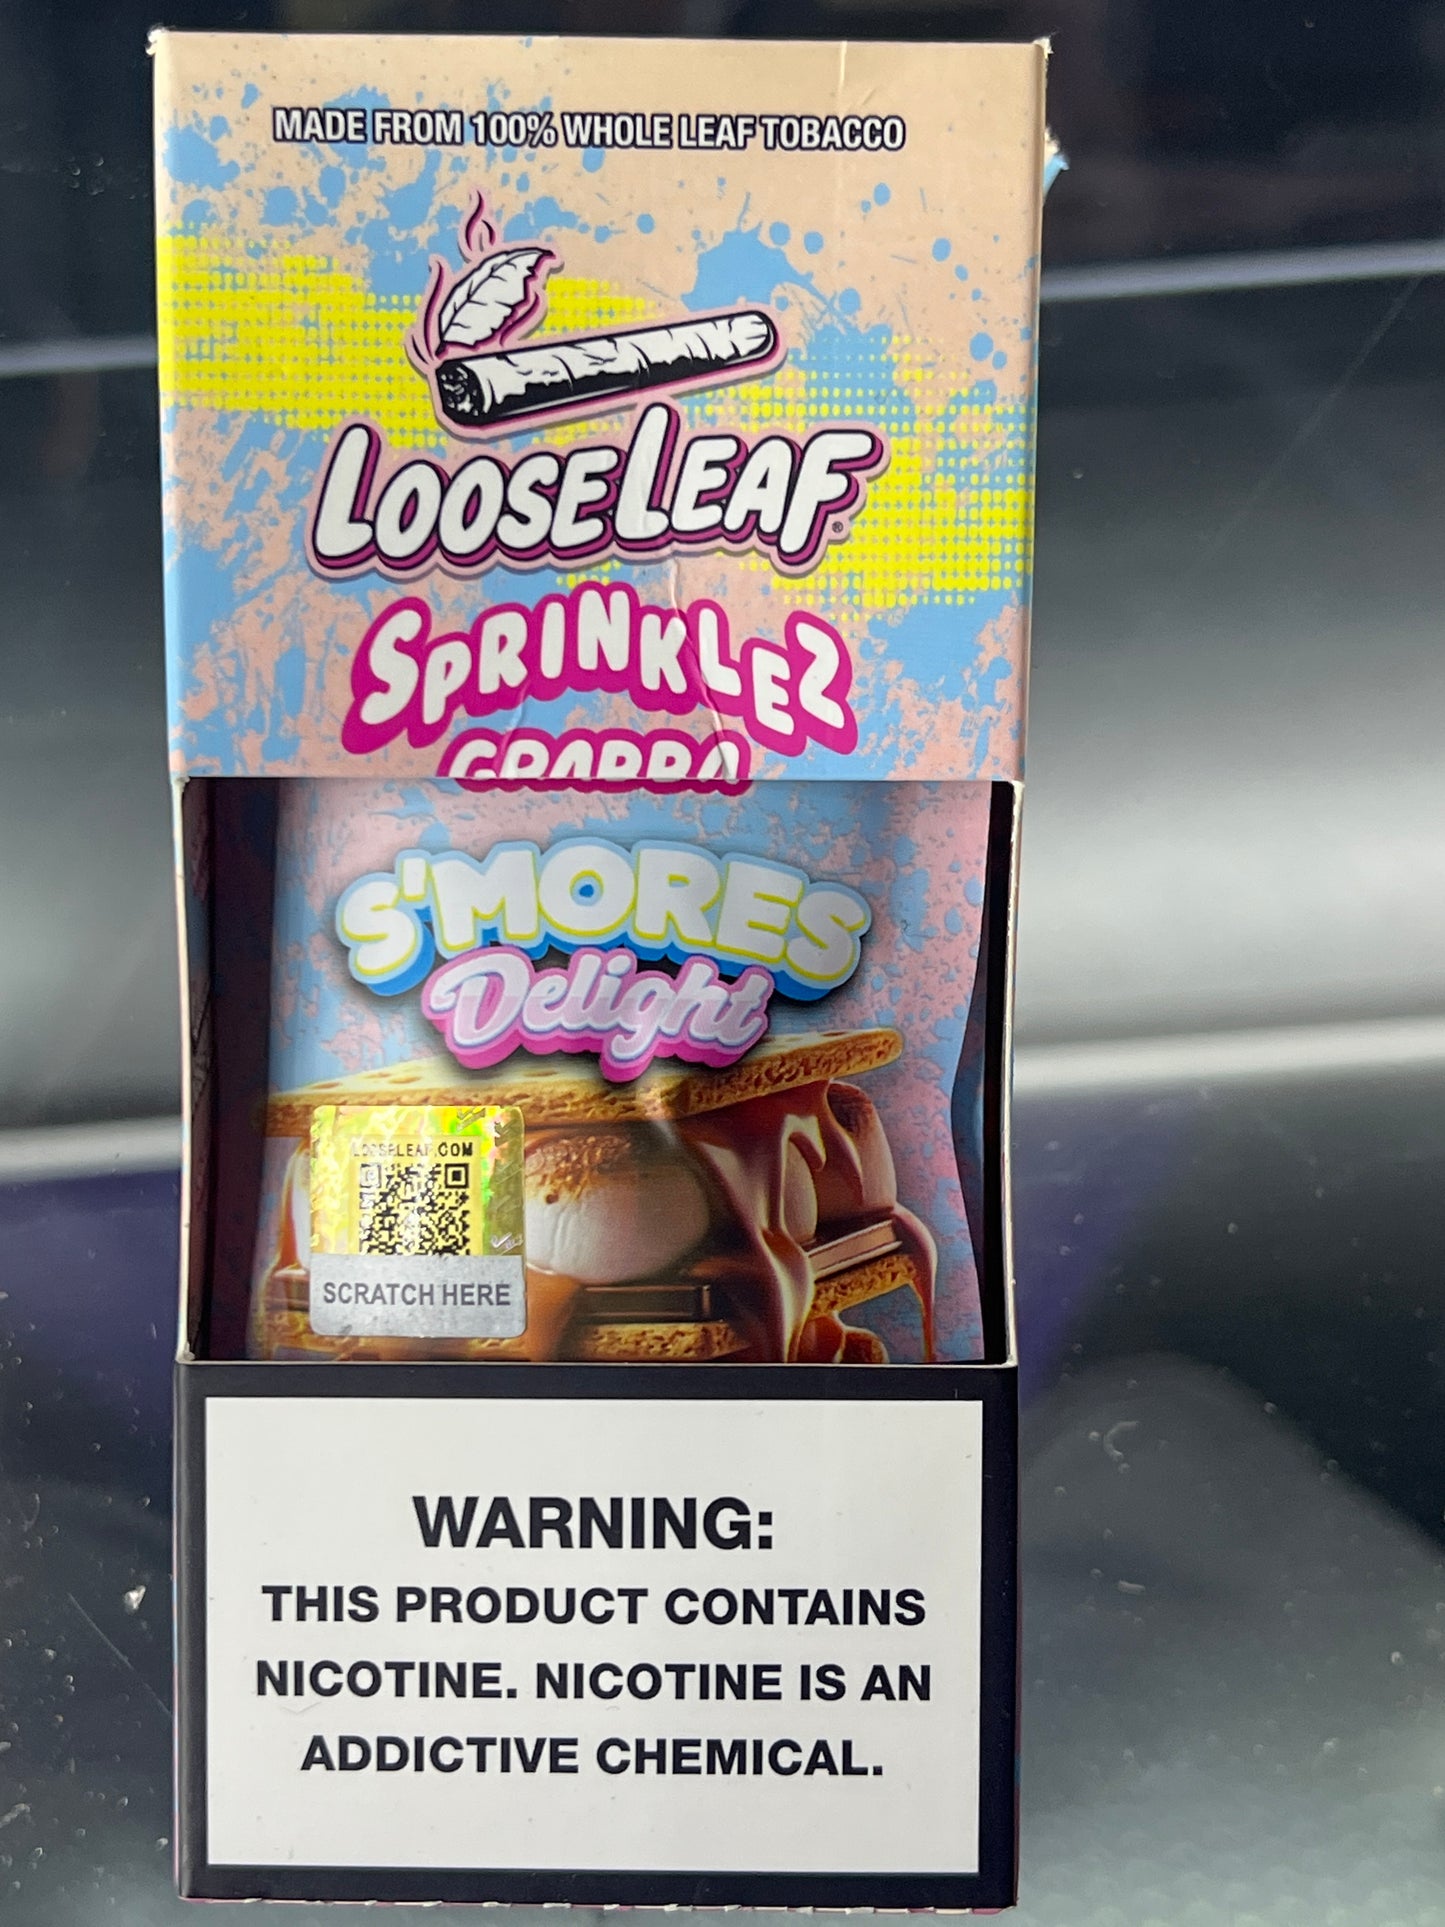 MADE FROM 100% WHOLE LEAF TOBACCO
LOOSELEAF®
SPRINKLEZ
GRABBA
S'MORES
Delight
LOOSELEAF.COM
SCRATCH HERE
WARNING:
THIS PRODUCT CONTAINS
NICOTINE. NICOTINE IS AN
ADDICTIVE CHEMICAL.